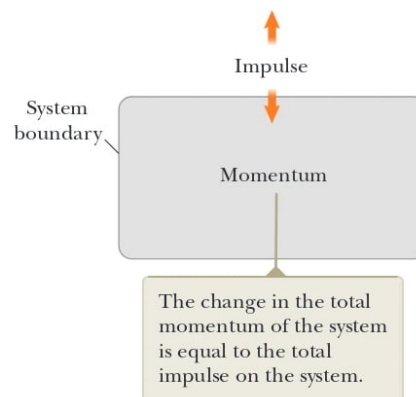 Impulse
System
boundary
Momentum
The change in the total
momentum of the system
is equal to the total
impulse on the system.